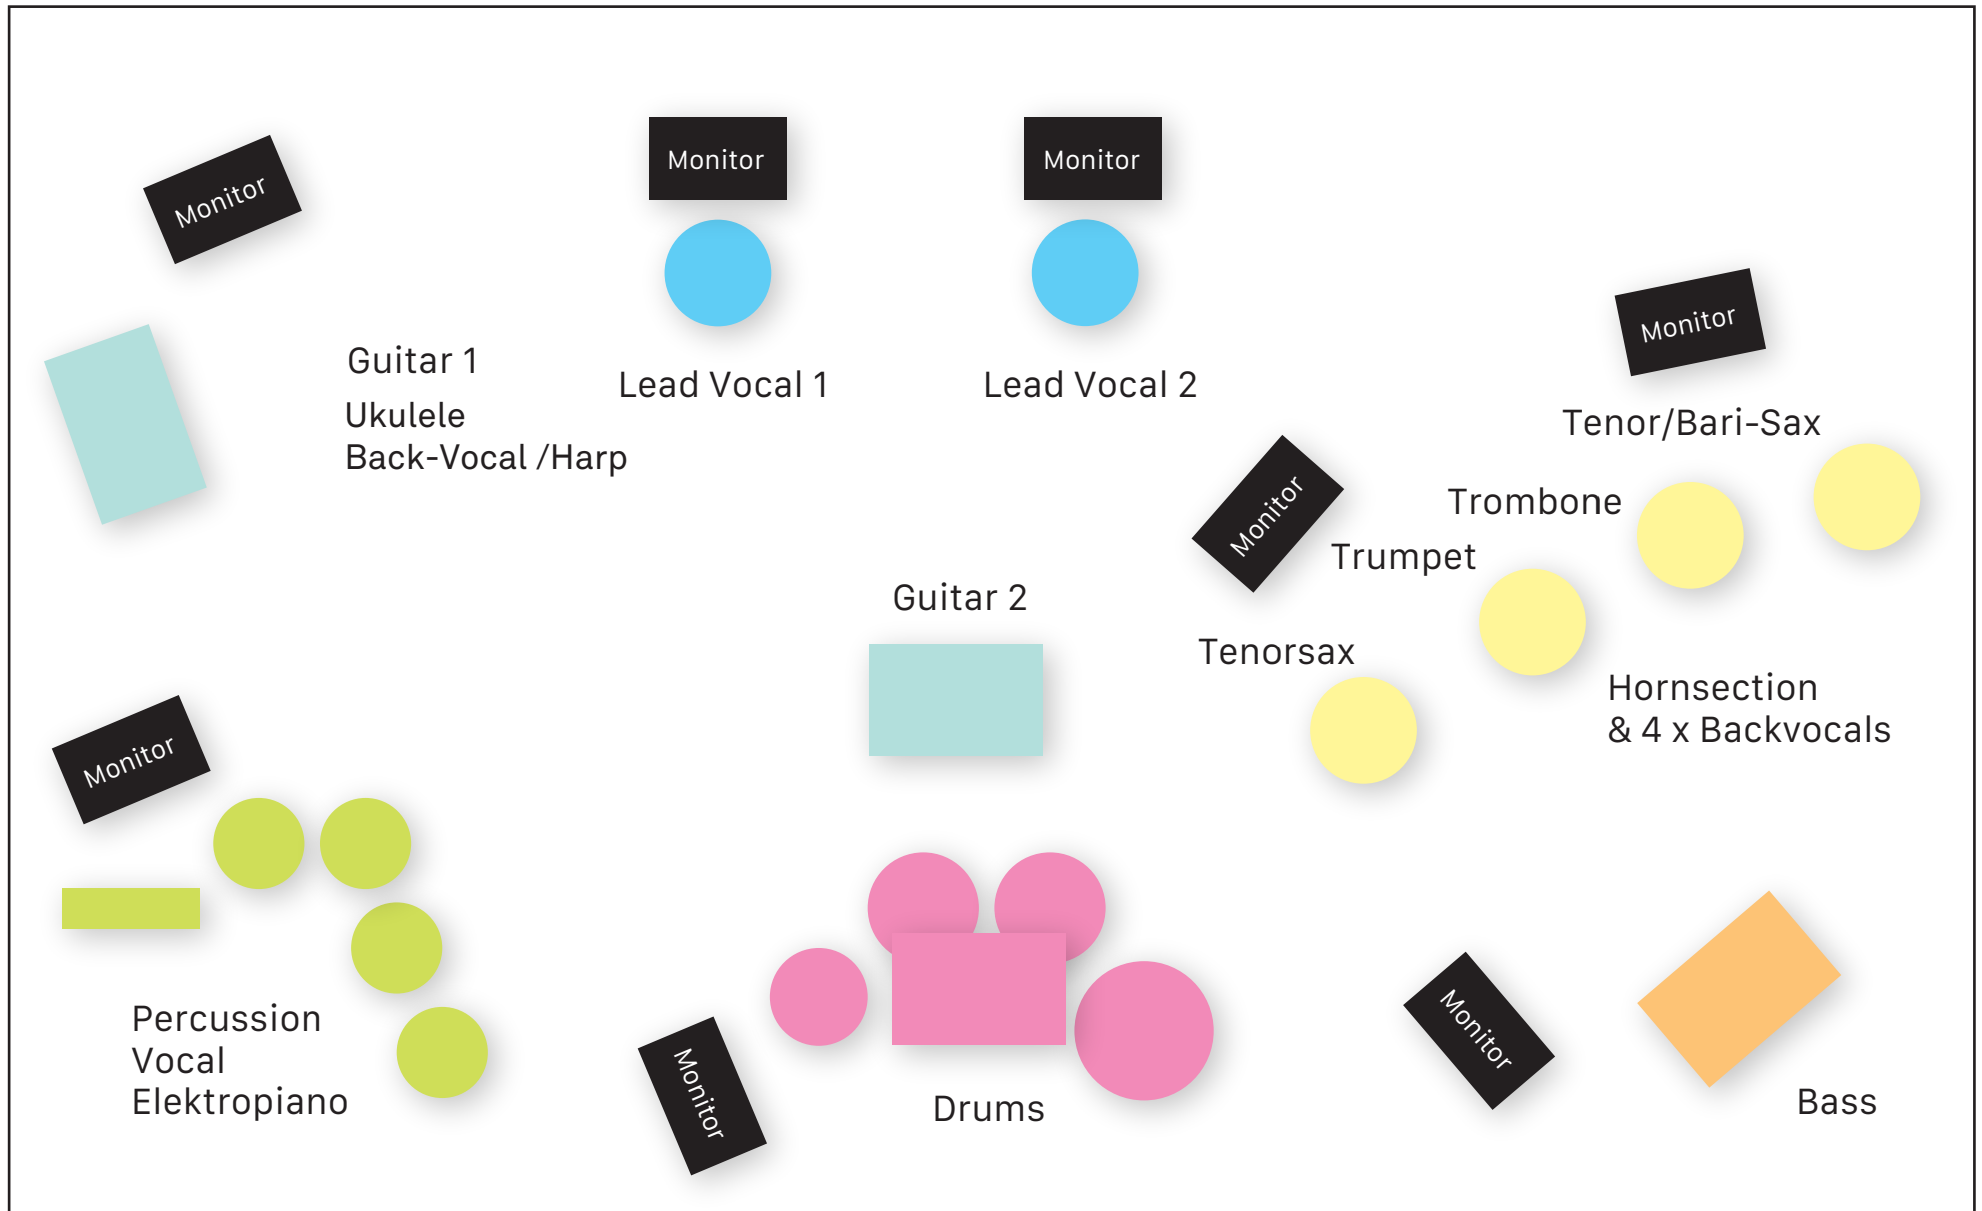 Monitor
Monitor
Monitor
Monitor
Guitar 1
Ukulele
Back-Vocal /Harp
Lead Vocal 1
Lead Vocal 2
Tenor/Bari-Sax
Monitor
Trombone
Trumpet
Tenorsax
Guitar 2
Hornsection
& 4 x Backvocals
Monitor
Percussion
Vocal
Elektropiano
Monitor
Drums
Monitor
Bass